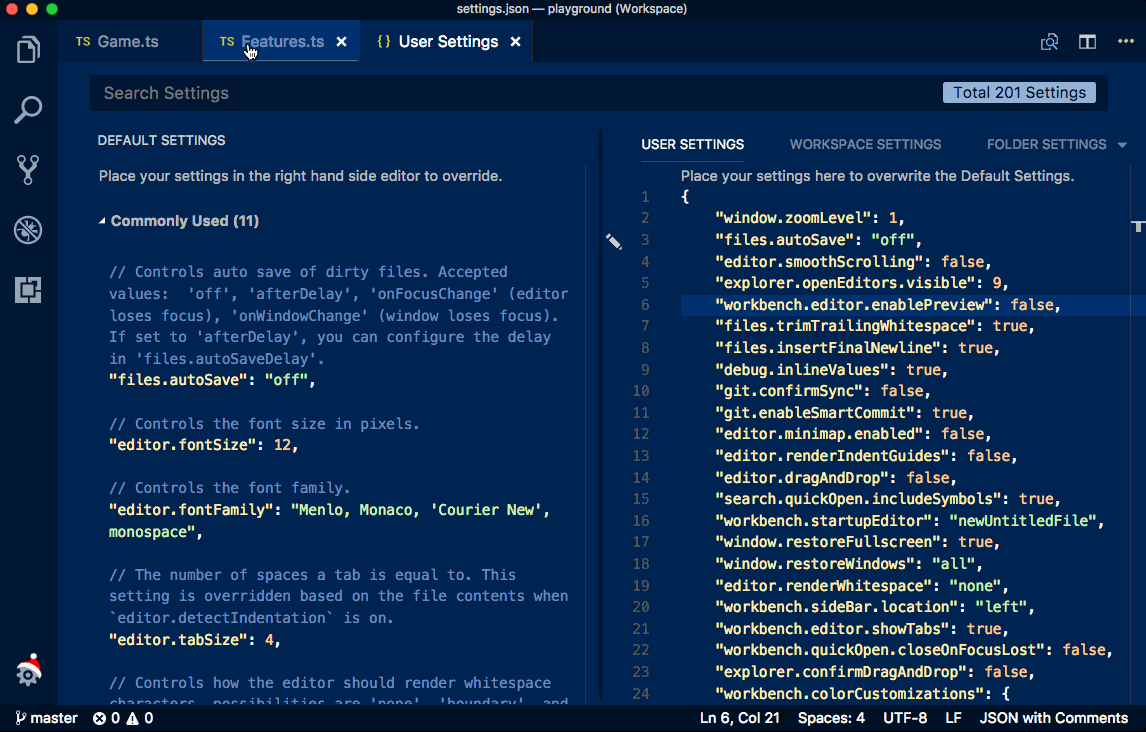 settings.json — playground (Workspace)
TS Game.ts
TS Features.ts ×
{} User Settings ×
Search Settings
Total 201 Settings
DEFAULT SETTINGS
Place your settings in the right hand side editor to override.
Commonly Used (11)
// Controls auto save of dirty files. Accepted
values:  'off', 'afterDelay', 'onFocusChange' (editor
loses focus), 'onWindowChange' (window loses focus).
If set to 'afterDelay', you can configure the delay
in 'files.autoSaveDelay'.
"files.autoSave": "off",
// Controls the font size in pixels.
"editor.fontSize": 12,
// Controls the font family.
"editor.fontFamily": "Menlo, Monaco, 'Courier New',
monospace",
// The number of spaces a tab is equal to. This
setting is overridden based on the file contents when
`editor.detectIndentation` is on.
"editor.tabSize": 4,
// Controls how the editor should render whitespace
characters, possibilities are 'none', 'boundary', and
USER SETTINGS
WORKSPACE SETTINGS
FOLDER SETTINGS
Place your settings here to overwrite the Default Settings.
1 {
2 "window.zoomLevel": 1,
3 "files.autoSave": "off",
4 "editor.smoothScrolling": false,
5 "explorer.openEditors.visible": 9,
6 "workbench.editor.enablePreview": false,
7 "files.trimTrailingWhitespace": true,
8 "files.insertFinalNewline": true,
9 "debug.inlineValues": true,
10 "git.confirmSync": false,
11 "git.enableSmartCommit": true,
12 "editor.minimap.enabled": false,
13 "editor.renderIndentGuides": false,
14 "editor.dragAndDrop": false,
15 "search.quickOpen.includeSymbols": true,
16 "workbench.startupEditor": "newUntitledFile",
17 "window.restoreFullscreen": true,
18 "window.restoreWindows": "all",
19 "editor.renderWhitespace": "none",
20 "workbench.sideBar.location": "left",
21 "workbench.editor.showTabs": true,
22 "workbench.quickOpen.closeOnFocusLost": false,
23 "explorer.confirmDragAndDrop": false,
24 "workbench.colorCustomizations": {
master
0
0
Ln 6, Col 21
Spaces: 4
UTF-8
LF
JSON with Comments